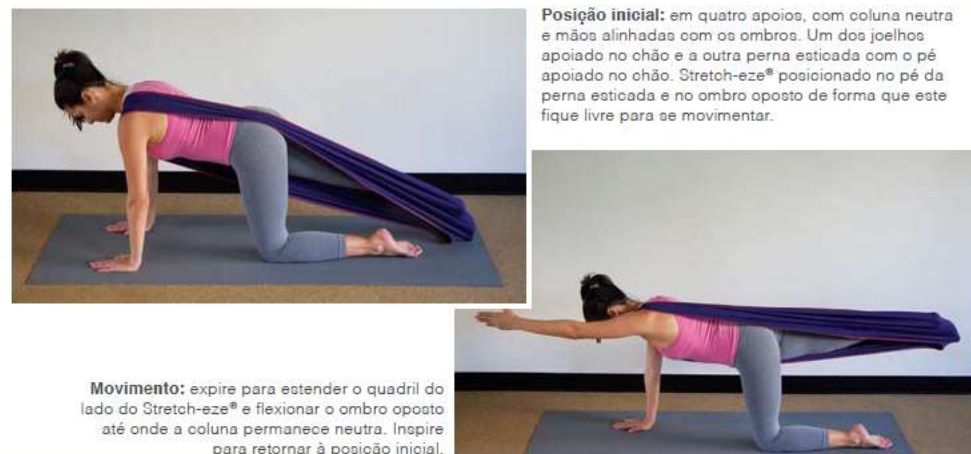 Posição inicial: em quatro apoios, com coluna neutra
e mãos alinhadas com os ombros. Um dos joelhos
apoiado no chão e a outra perna esticada com o pé
apoiado no chão. Stretch-eze® posicionado no pé da
perna esticada e no ombro oposto de forma que este
fique livre para se movimentar.
Movimento: expire para estender o quadril do
lado do Stretch-eze® e flexionar o ombro oposto
até onde a coluna permanece neutra. Inspire
para retornar à posição inicial.